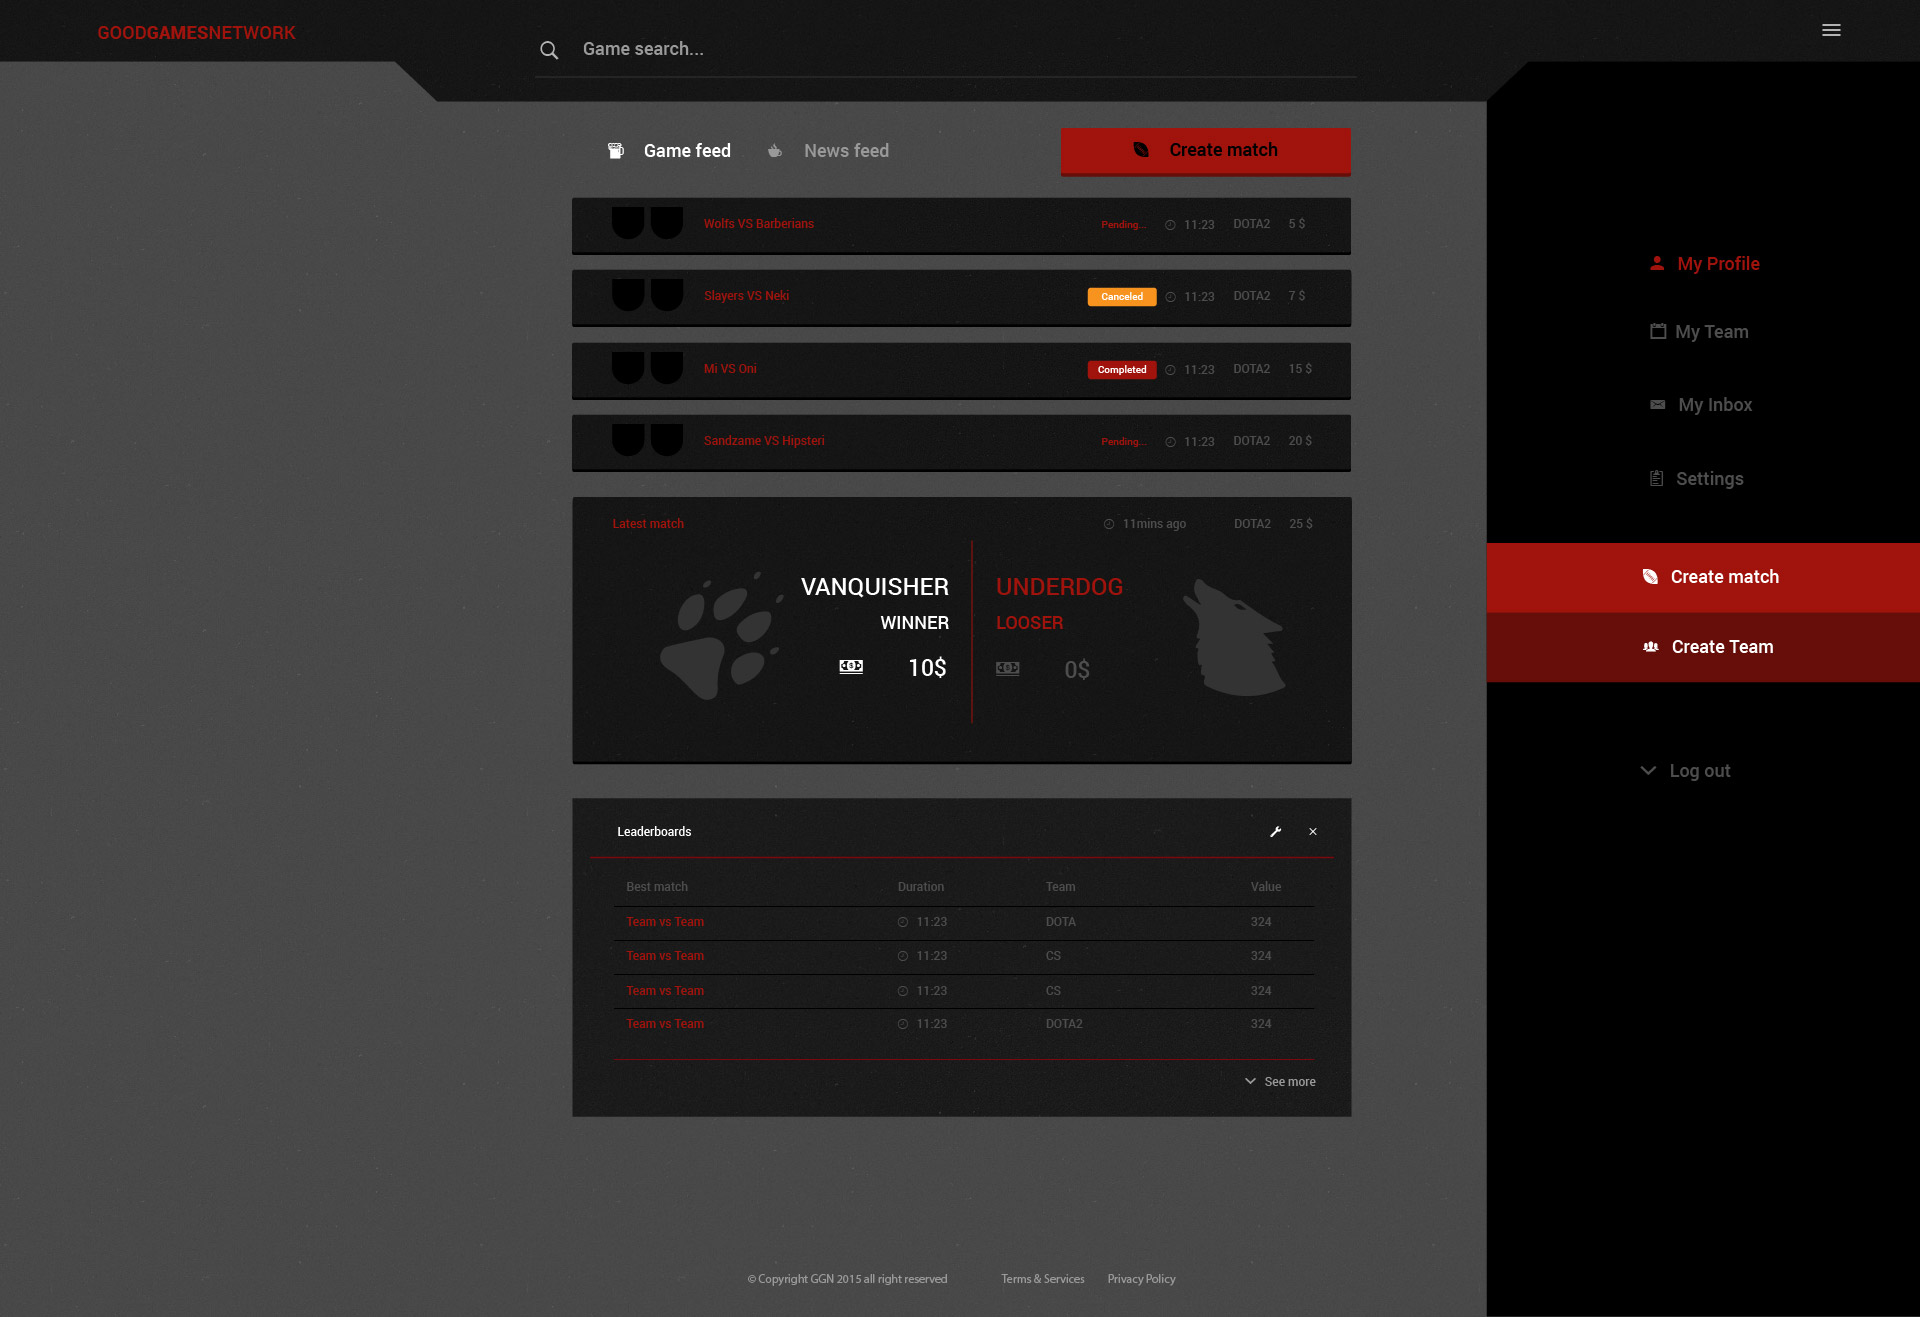 GOODGAMESNETWORK
Game search...
Game feed
News feed
Create match
Wolfs VS Barberians Pending... 11:23 DOTA2 5 $
Slayers VS Neki Canceled 11:23 DOTA2 7 $
Mi VS Oni Completed 11:23 DOTA2 15 $
Sandzame VS Hipsteri Pending... 11:23 DOTA2 20 $
Latest match 11mins ago DOTA2 25 $
VANQUISHER
WINNER
10$
UNDERDOG
LOOSER
0$
Leaderboards
Best match Duration Team Value
Team vs Team 11:23 DOTA 324
Team vs Team 11:23 CS 324
Team vs Team 11:23 CS 324
Team vs Team 11:23 DOTA2 324
See more
My Profile
My Team
My Inbox
Settings
Create match
Create Team
Log out
© Copyright GGN 2015 all right reserved Terms & Services Privacy Policy